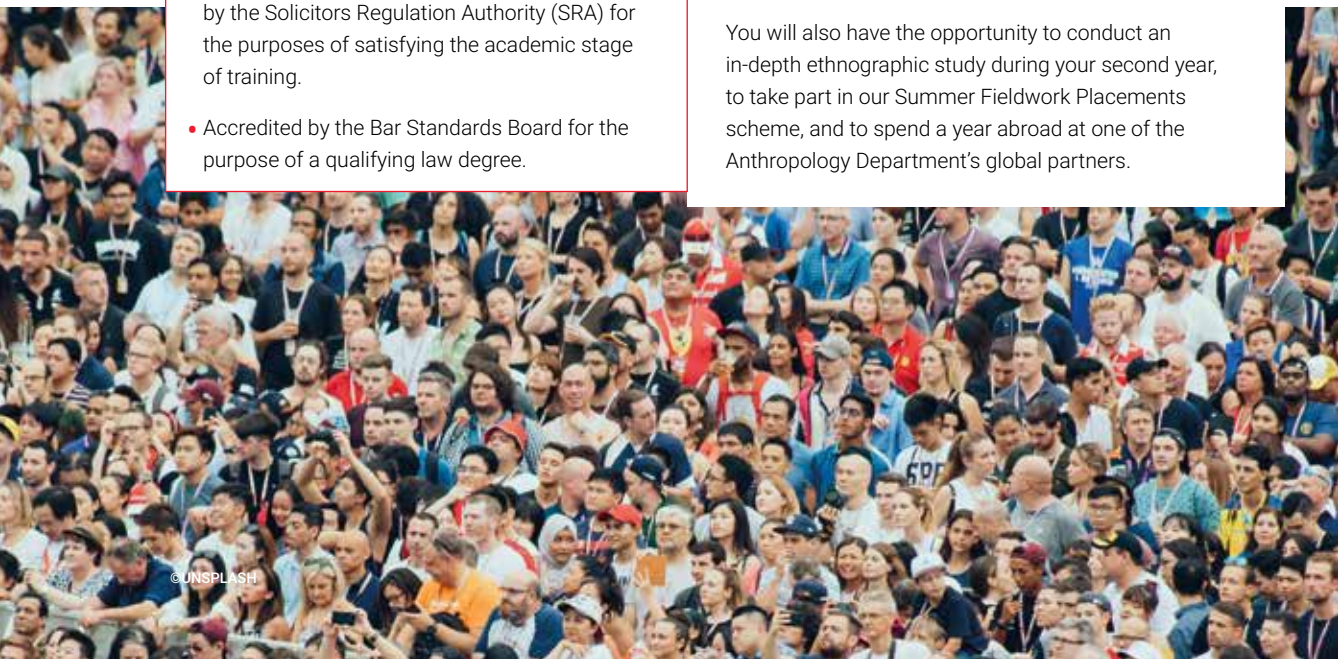 by the Solicitors Regulation Authority (SRA) for
the purposes of satisfying the academic stage
of training.
• Accredited by the Bar Standards Board for the
purpose of a qualifying law degree.
You will also have the opportunity to conduct an
in-depth ethnographic study during your second year,
to take part in our Summer Fieldwork Placements
scheme, and to spend a year abroad at one of the
Anthropology Department’s global partners.
©UNSPLASH